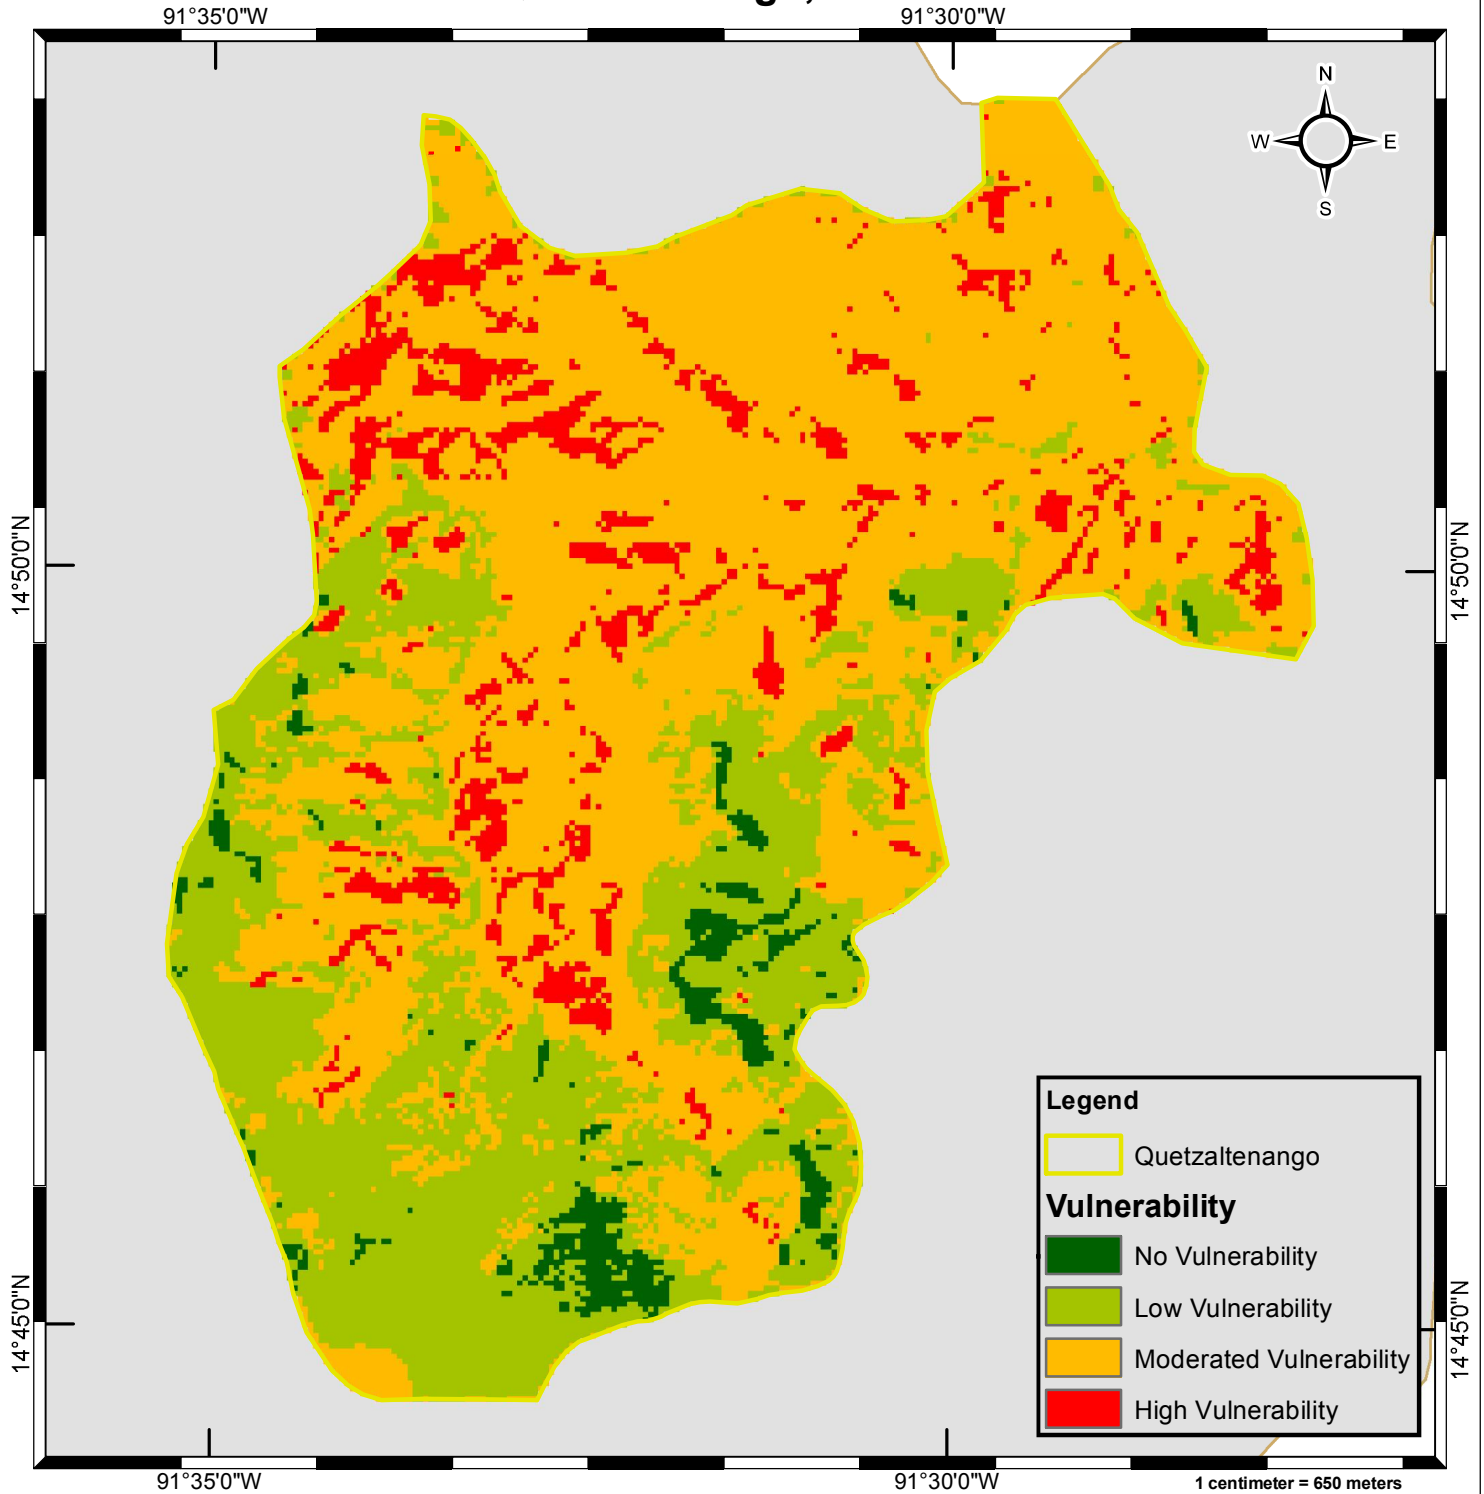 91°35'0"W
91°30'0"W
N
W
E
S
14°50'0"N
14°50'0"N
Legend
Quetzaltenango
Vulnerability
No Vulnerability
Low Vulnerability
Moderated Vulnerability
High Vulnerability
14°45'0"N
14°45'0"N
91°35'0"W
91°30'0"W
1 centimeter = 650 meters